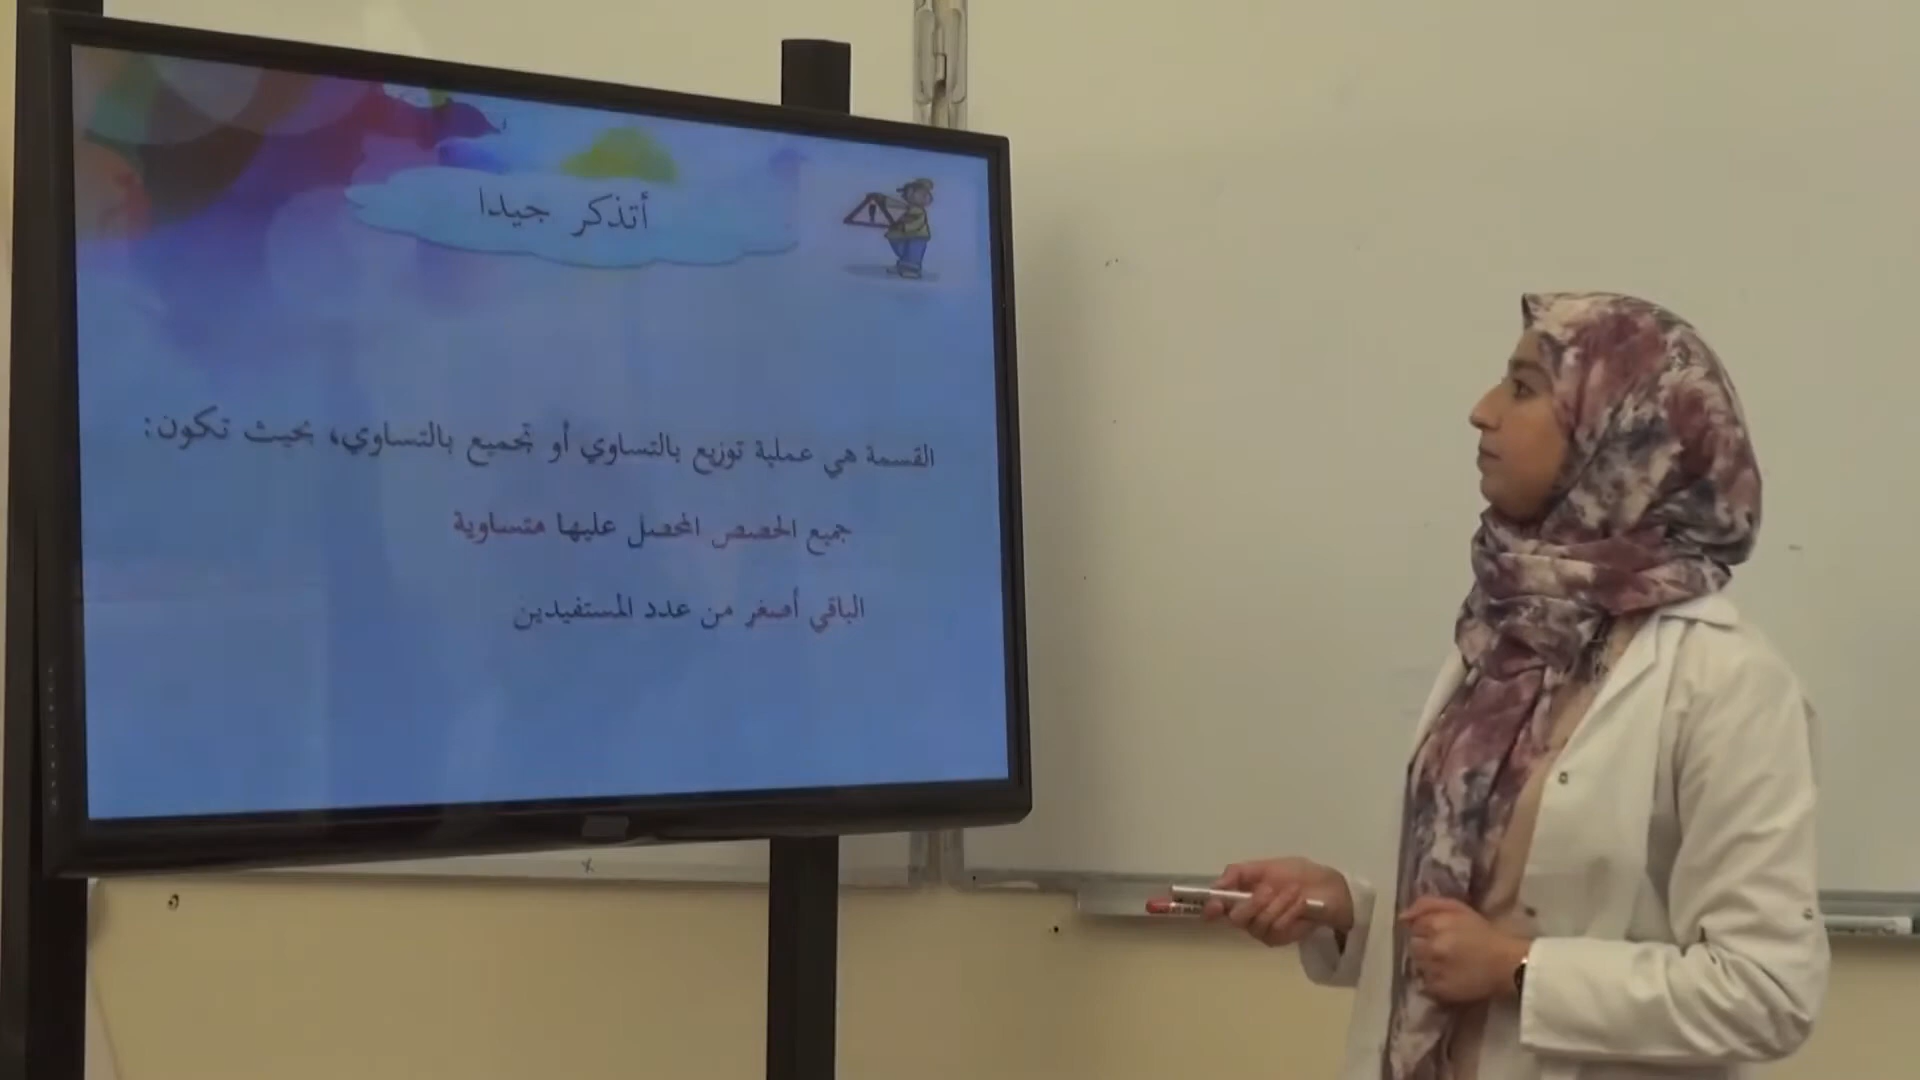 أتذكر جيدا
القسمة هي عملية توزيع بالتساوي أو تجميع بالتساوي، بحيث تكون:
جميع الحصص المحصل عليها متساوية
الباقي أصغر من عدد المستفيدين